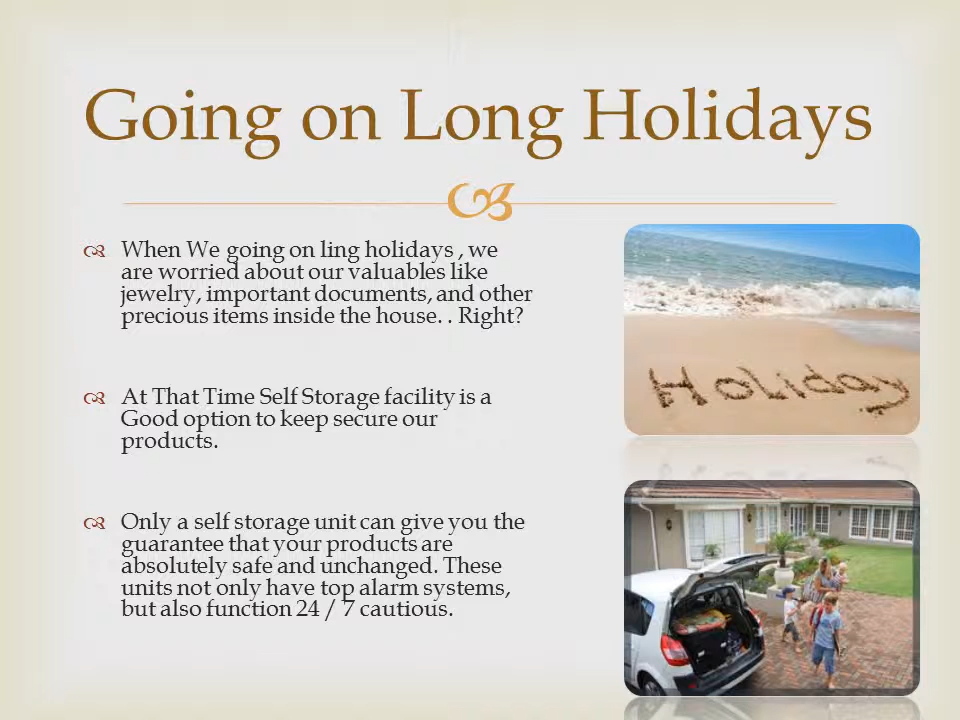 Going on Long Holidays
When We going on ling holidays , we
are worried about our valuables like
jewelry, important documents, and other
precious items inside the house. . Right?
At That Time Self Storage facility is a
Good option to keep secure our
products.
Only a self storage unit can give you the
guarantee that your products are
absolutely safe and unchanged. These
units not only have top alarm systems,
but also function 24 / 7 cautious.
Holiday